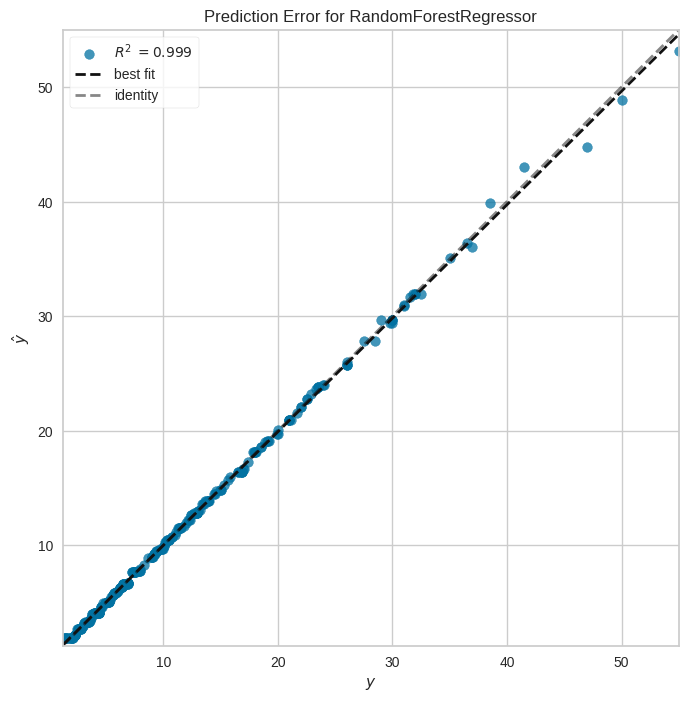 Prediction Error for RandomForestRegressor
R² = 0.999
best fit
identity
50
40
30
20
10
ŷ
10 20 30 40 50
y